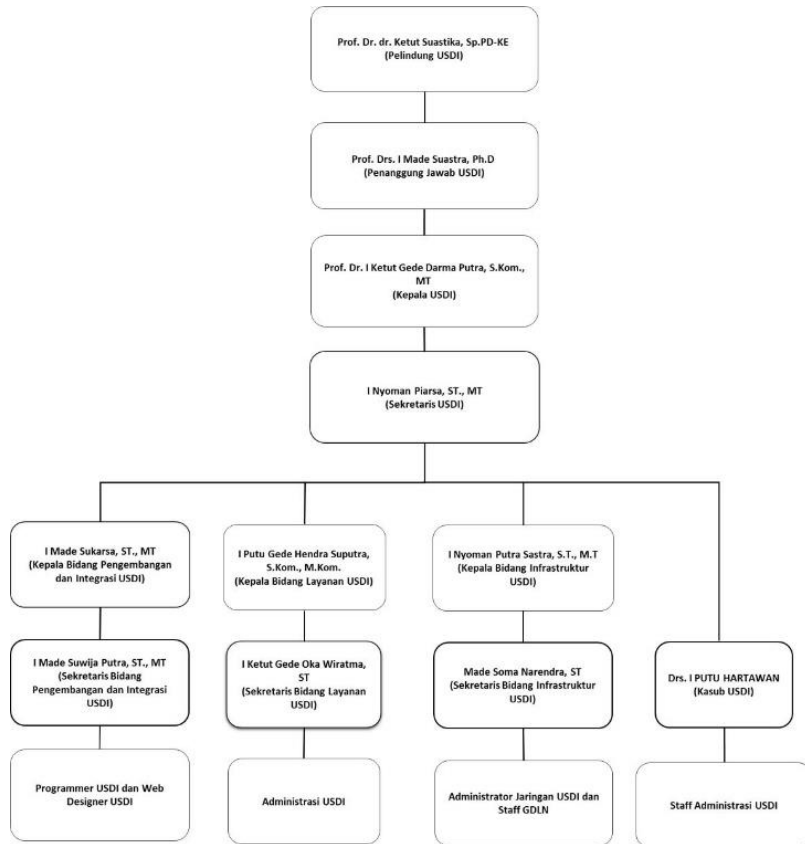 Prof. Dr. dr. Ketut Suastika, Sp.PD-KE
(Pelindung USDI)
Prof. Drs. I Made Suastra, Ph.D
(Penanggung Jawab USDI)
Prof. Dr. I Ketut Gede Darma Putra, S.Kom.,
MT
(Kepala USDI)
I Nyoman Piarsa, ST., MT
(Sekretaris USDI)
I Made Sukarsa, ST., MT
(Kepala Bidang Pengembangan
dan Integrasi USDI)
I Putu Gede Hendra Suputra,
S.Kom., M.Kom.
(Kepala Bidang Layanan USDI)
I Nyoman Putra Sastra, S.T., M.T
(Kepala Bidang Infrastruktur
USDI)
I Made Suwija Putra, ST., MT
(Sekretaris Bidang
Pengembangan dan Integrasi
USDI)
I Ketut Gede Oka Wiratma,
ST
(Sekretaris Bidang Layanan
USDI)
Made Soma Narendra, ST
(Sekretaris Bidang Infrastruktur
USDI)
Drs. I PUTU HARTAWAN
(Kasub USDI)
Programmer USDI dan Web
Designer USDI
Administrasi USDI
Administrator Jaringan USDI dan
Staff GDLN
Staff Administrasi USDI